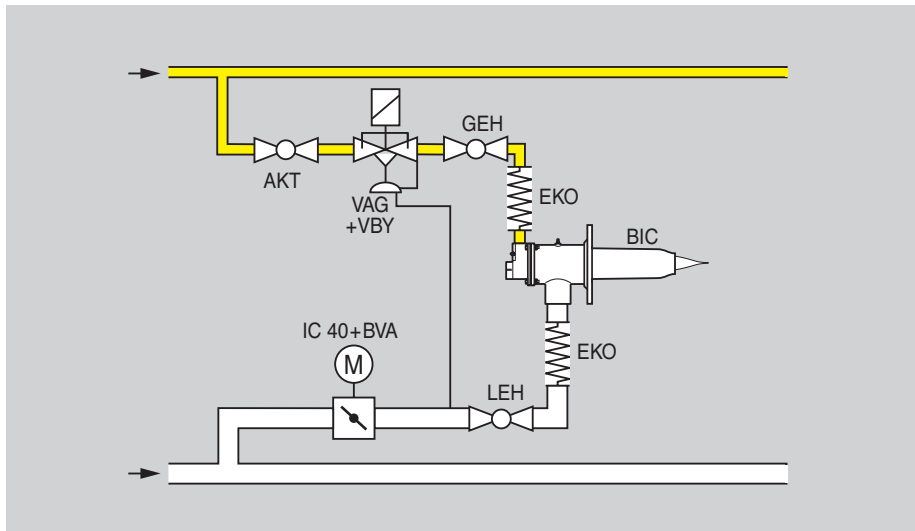 GEH
AKT
VAG
+VBY
EKO
BIC
IC 40+BVA
M
EKO
LEH